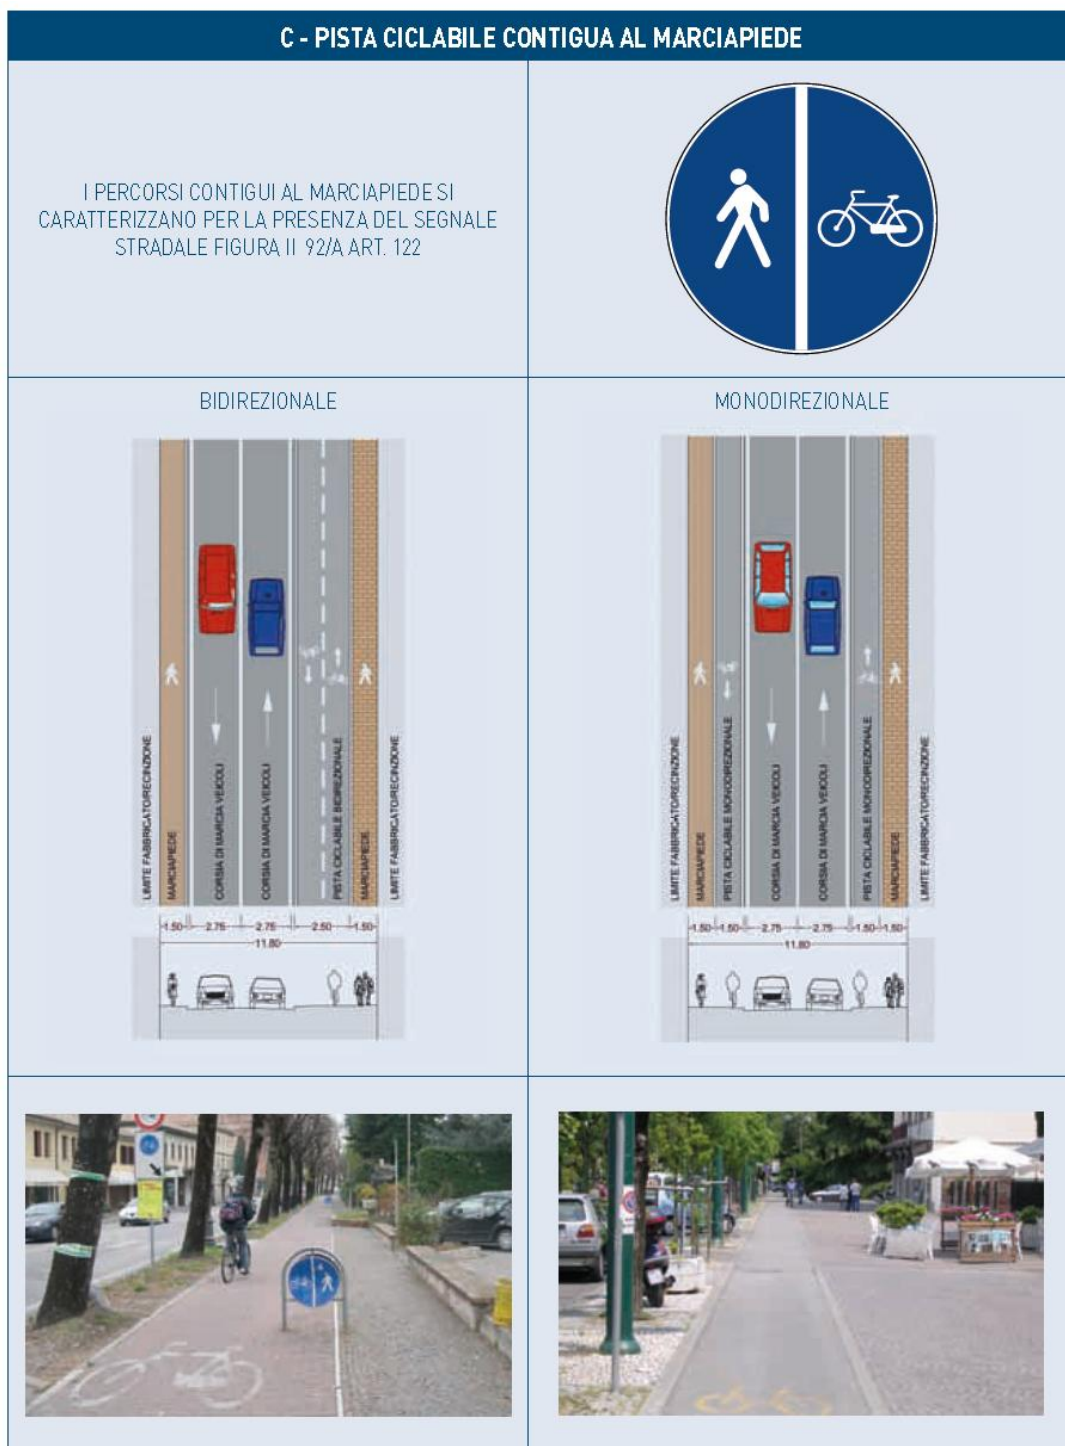 C - PISTA CICLABILE CONTIGUA AL MARCIAPIEDE
I PERCORSI CONTIGUI AL MARCIAPIEDE SI
CARATTERIZZANO PER LA PRESENZA DEL SEGNALE
STRADALE FIGURA II 92/A ART. 122
BIDIREZIONALE
LIMITE FABBRICATO/RECINZIONE
MARCIAPIEDE
CORSIA DI MARCIA VEICOLI
CORSIA DI MARCIA VEICOLI
PISTA CICLABILE BIDIREZIONALE
MARCIAPIEDE
LIMITE FABBRICATO/RECINZIONE
1.50 2.75 2.75 2.50 1.50
11.80
MONODIREZIONALE
LIMITE FABBRICATO/RECINZIONE
MARCIAPIEDE
PISTA CICLABILE MONODIREZIONALE
CORSIA DI MARCIA VEICOLI
CORSIA DI MARCIA VEICOLI
PISTA CICLABILE MONODIREZIONALE
MARCIAPIEDE
LIMITE FABBRICATO/RECINZIONE
1.50 1.50 2.75 2.75 1.50 1.50
11.80